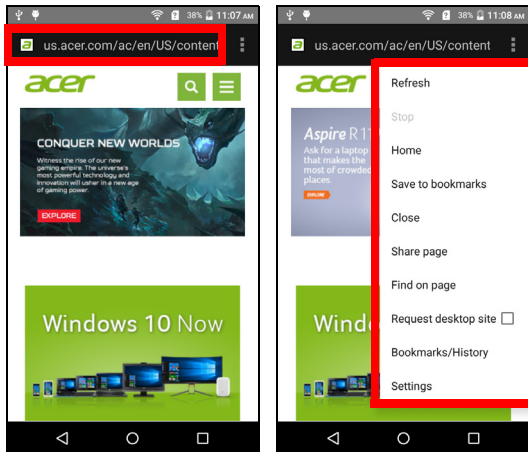 38% 11:07 AM
us.acer.com/ac/en/US/content
acer
CONQUER NEW WORLDS
Witness the rise of our new
gaming empire. The universe's
most powerful technology and
innovation will usher in a new age
of gaming power.
EXPLORE
Windows 10 Now
38% 11:08 AM
us.acer.com/ac/en/US/content
acer
Aspire R 11
Ask for a laptop
that makes the
most of crowded
places.
EXPLORE
Wind
Refresh
Stop
Home
Save to bookmarks
Close
Share page
Find on page
Request desktop site
Bookmarks/History
Settings